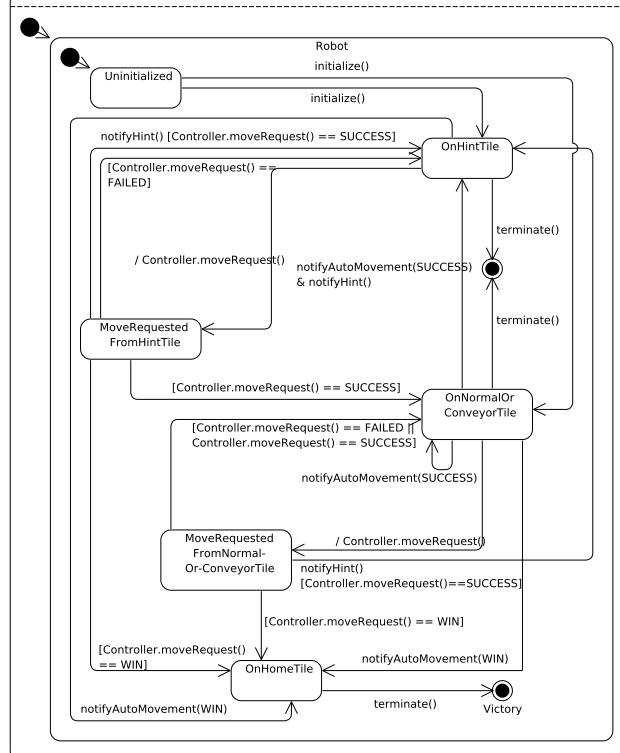 Robot
Uninitialized
initialize()
initialize()
notifyHint() [Controller.moveRequest() == SUCCESS]
OnHintTile
[Controller.moveRequest() ==
FAILED]
terminate()
/ Controller.moveRequest()
notifyAutoMovement(SUCCESS)
& notifyHint()
terminate()
MoveRequested
FromHintTile
[Controller.moveRequest() == SUCCESS]
OnNormalOr
ConveyorTile
[Controller.moveRequest() == FAILED ||
Controller.moveRequest() == SUCCESS]
notifyAutoMovement(SUCCESS)
MoveRequested
FromNormal-
Or-ConveyorTile
/ Controller.moveRequest()
notifyHint()
[Controller.moveRequest()==SUCCESS]
[Controller.moveRequest() == WIN]
[Controller.moveRequest()
== WIN]
OnHomeTile
notifyAutoMovement(WIN)
notifyAutoMovement(WIN)
terminate()
Victory